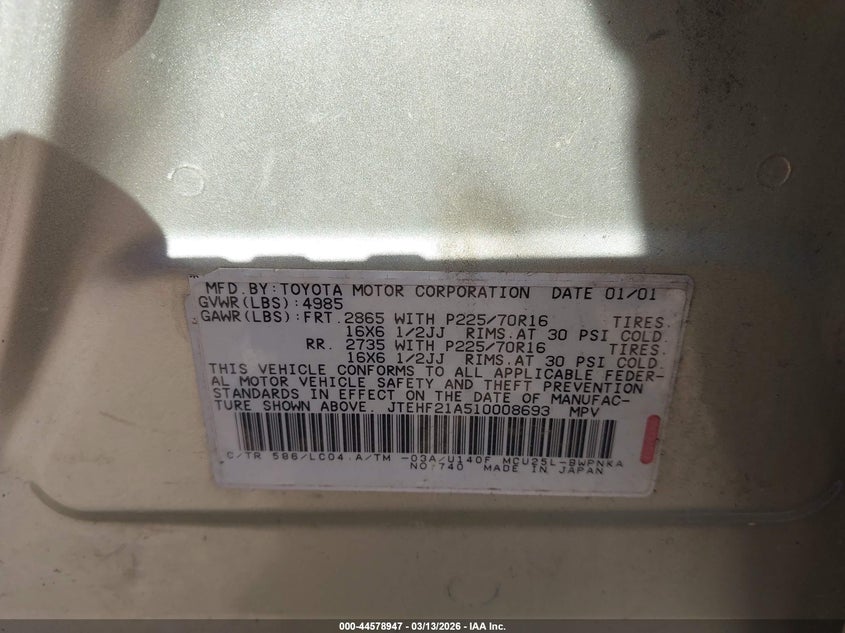 MFD.BY:TOYOTA MOTOR CORPORATION DATE 01/01
GVWR(LBS):4985
GAWR(LBS):FRT.2865 WITH P225/70R16 TIRES.
16X6 1/2JJ RIMS.AT 30 PSI COLD.
RR. 2735 WITH P225/70R16 TIRES.
16X6 1/2JJ RIMS.AT 30 PSI COLD.
THIS VEHICLE CONFORMS TO ALL APPLICABLE FEDER-
AL MOTOR VEHICLE SAFETY AND THEFT PREVENTION
STANDARDS IN EFFECT ON THE DATE OF MANUFAC-
TURE SHOWN ABOVE. JTEHF21A510008693 MPV
C/TR 586/LC04 A/TM -03A/U140F MCU25L-BWPNKA
NO.740 MADE IN JAPAN
000-44578947 - 03/13/2026 - IAA Inc.